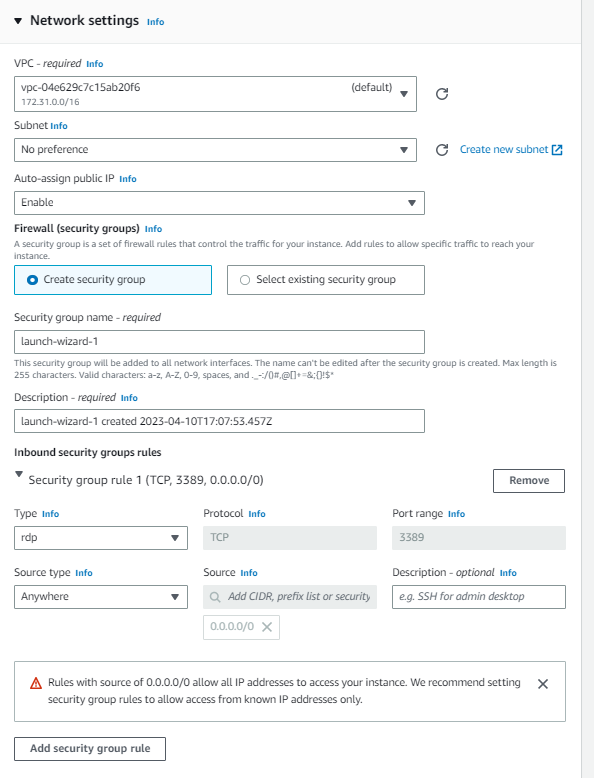 Network settings Info
VPC - required Info
vpc-04e629c7c15ab20f6 (default)
172.31.0.0/16
Subnet Info
No preference Create new subnet
Auto-assign public IP Info
Enable
Firewall (security groups) Info
A security group is a set of firewall rules that control the traffic for your instance. Add rules to allow specific traffic to reach your
instance.
Create security group Select existing security group
Security group name - required
launch-wizard-1
This security group will be added to all network interfaces. The name can't be edited after the security group is created. Max length is
255 characters. Valid characters: a-z, A-Z, 0-9, spaces, and ._-:/()#,@[]+=&;{}!$*
Description - required Info
launch-wizard-1 created 2023-04-10T17:07:53.457Z
Inbound security groups rules
Security group rule 1 (TCP, 3389, 0.0.0.0/0) Remove
Type Info Protocol Info Port range Info
rdp TCP 3389
Source type Info Source Info Description - optional Info
Anywhere Add CIDR, prefix list or security e.g. SSH for admin desktop
0.0.0.0/0
Rules with source of 0.0.0.0/0 allow all IP addresses to access your instance. We recommend setting
security group rules to allow access from known IP addresses only.
Add security group rule